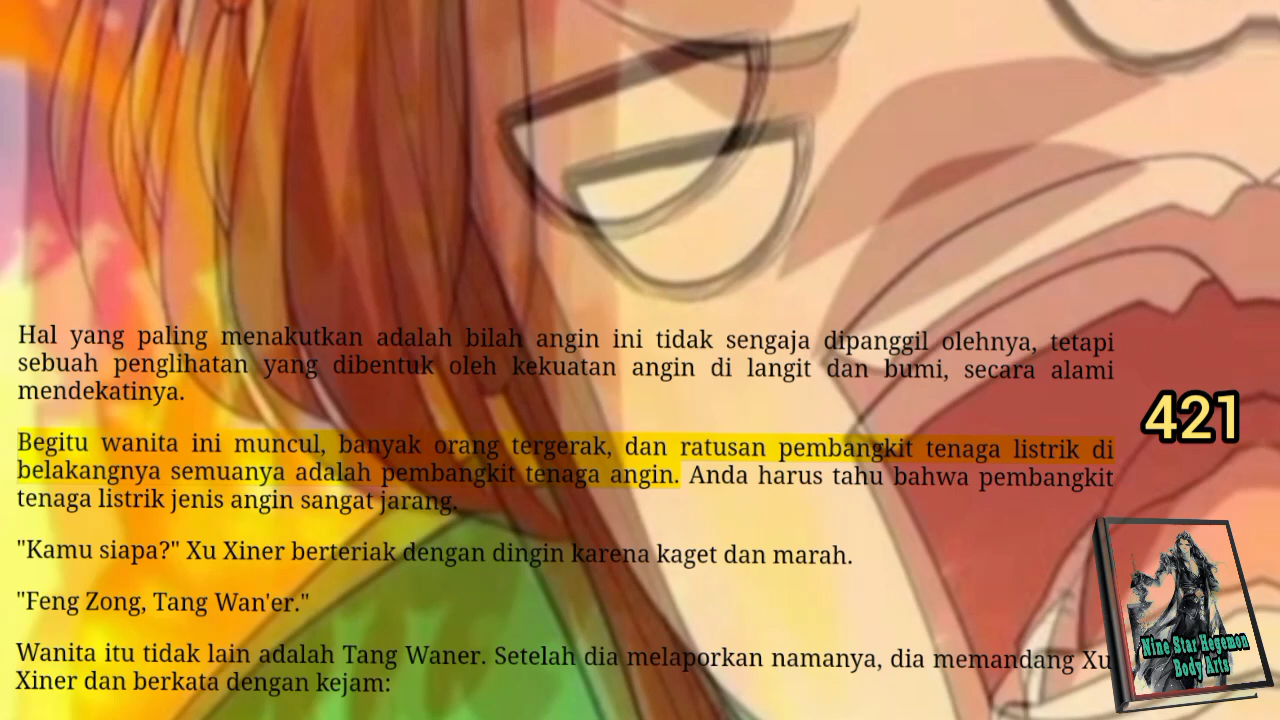 Hal yang paling menakutkan adalah bilah angin ini tidak sengaja dipanggil olehnya, tetapi
sebuah penglihatan yang dibentuk oleh kekuatan angin di langit dan bumi, secara alami
mendekatinya.
Begitu wanita ini muncul, banyak orang tergerak, dan ratusan pembangkit tenaga listrik di
belakangnya semuanya adalah pembangkit tenaga angin. Anda harus tahu bahwa pembangkit
tenaga listrik jenis angin sangat jarang.
"Kamu siapa?" Xu Xiner berteriak dengan dingin karena kaget dan marah.
"Feng Zong, Tang Wan'er."
Wanita itu tidak lain adalah Tang Waner. Setelah dia melaporkan namanya, dia memandang Xu
Xiner dan berkata dengan kejam:
421
Nine Star Hegemon
Body Arts